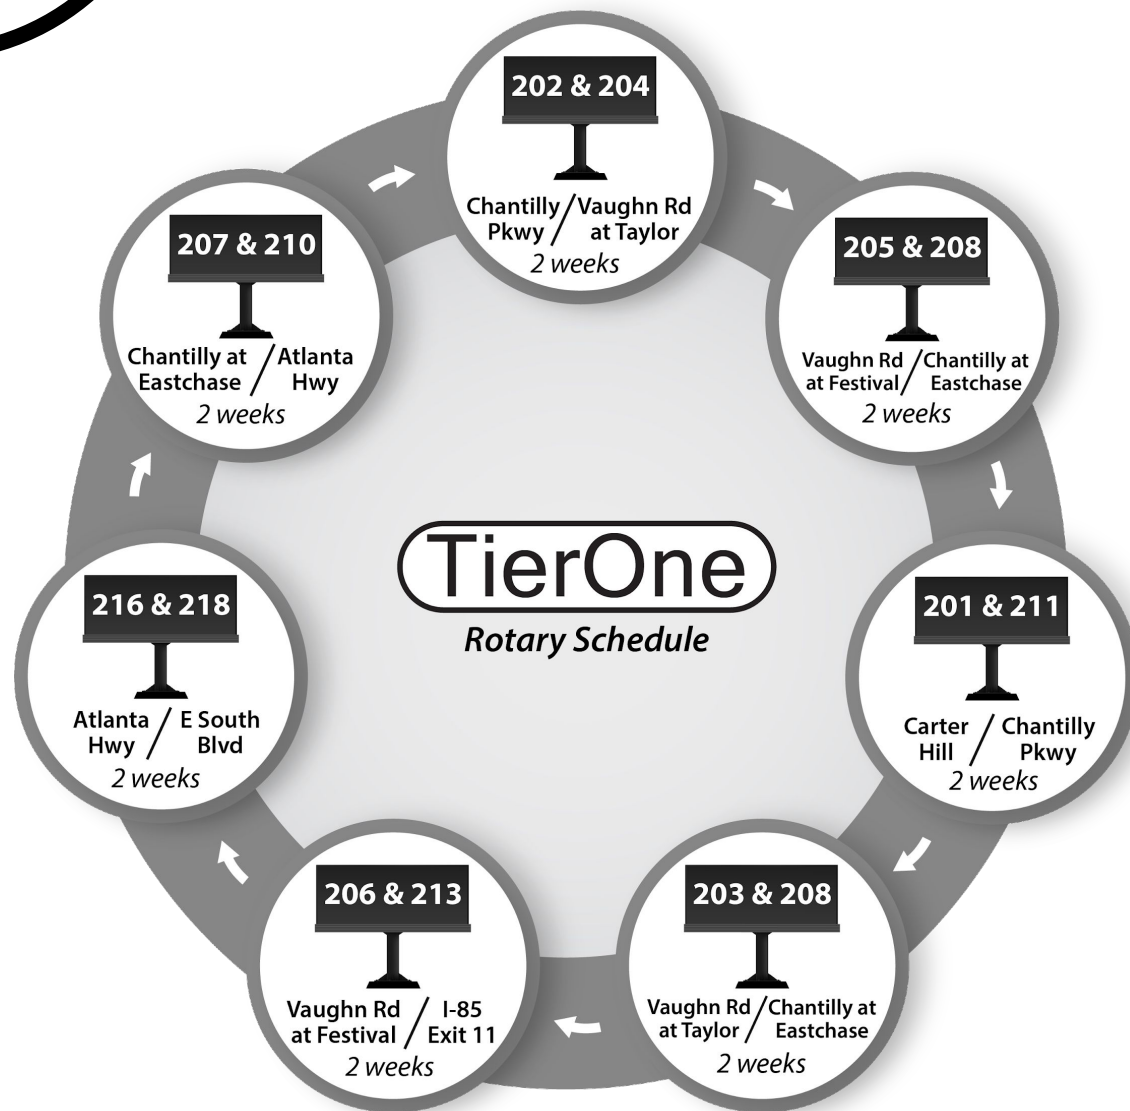 202 & 204
Chantilly / Vaughn Rd
Pkwy at Taylor
2 weeks
205 & 208
Vaughn Rd / Chantilly at
at Festival Eastchase
2 weeks
201 & 211
Carter / Chantilly
Hill Pkwy
2 weeks
203 & 208
Vaughn Rd / Chantilly at
at Taylor Eastchase
2 weeks
206 & 213
Vaughn Rd / I-85
at Festival Exit 11
2 weeks
216 & 218
Atlanta / E South
Hwy Blvd
2 weeks
207 & 210
Chantilly at / Atlanta
Eastchase Hwy
2 weeks
TierOne
Rotary Schedule